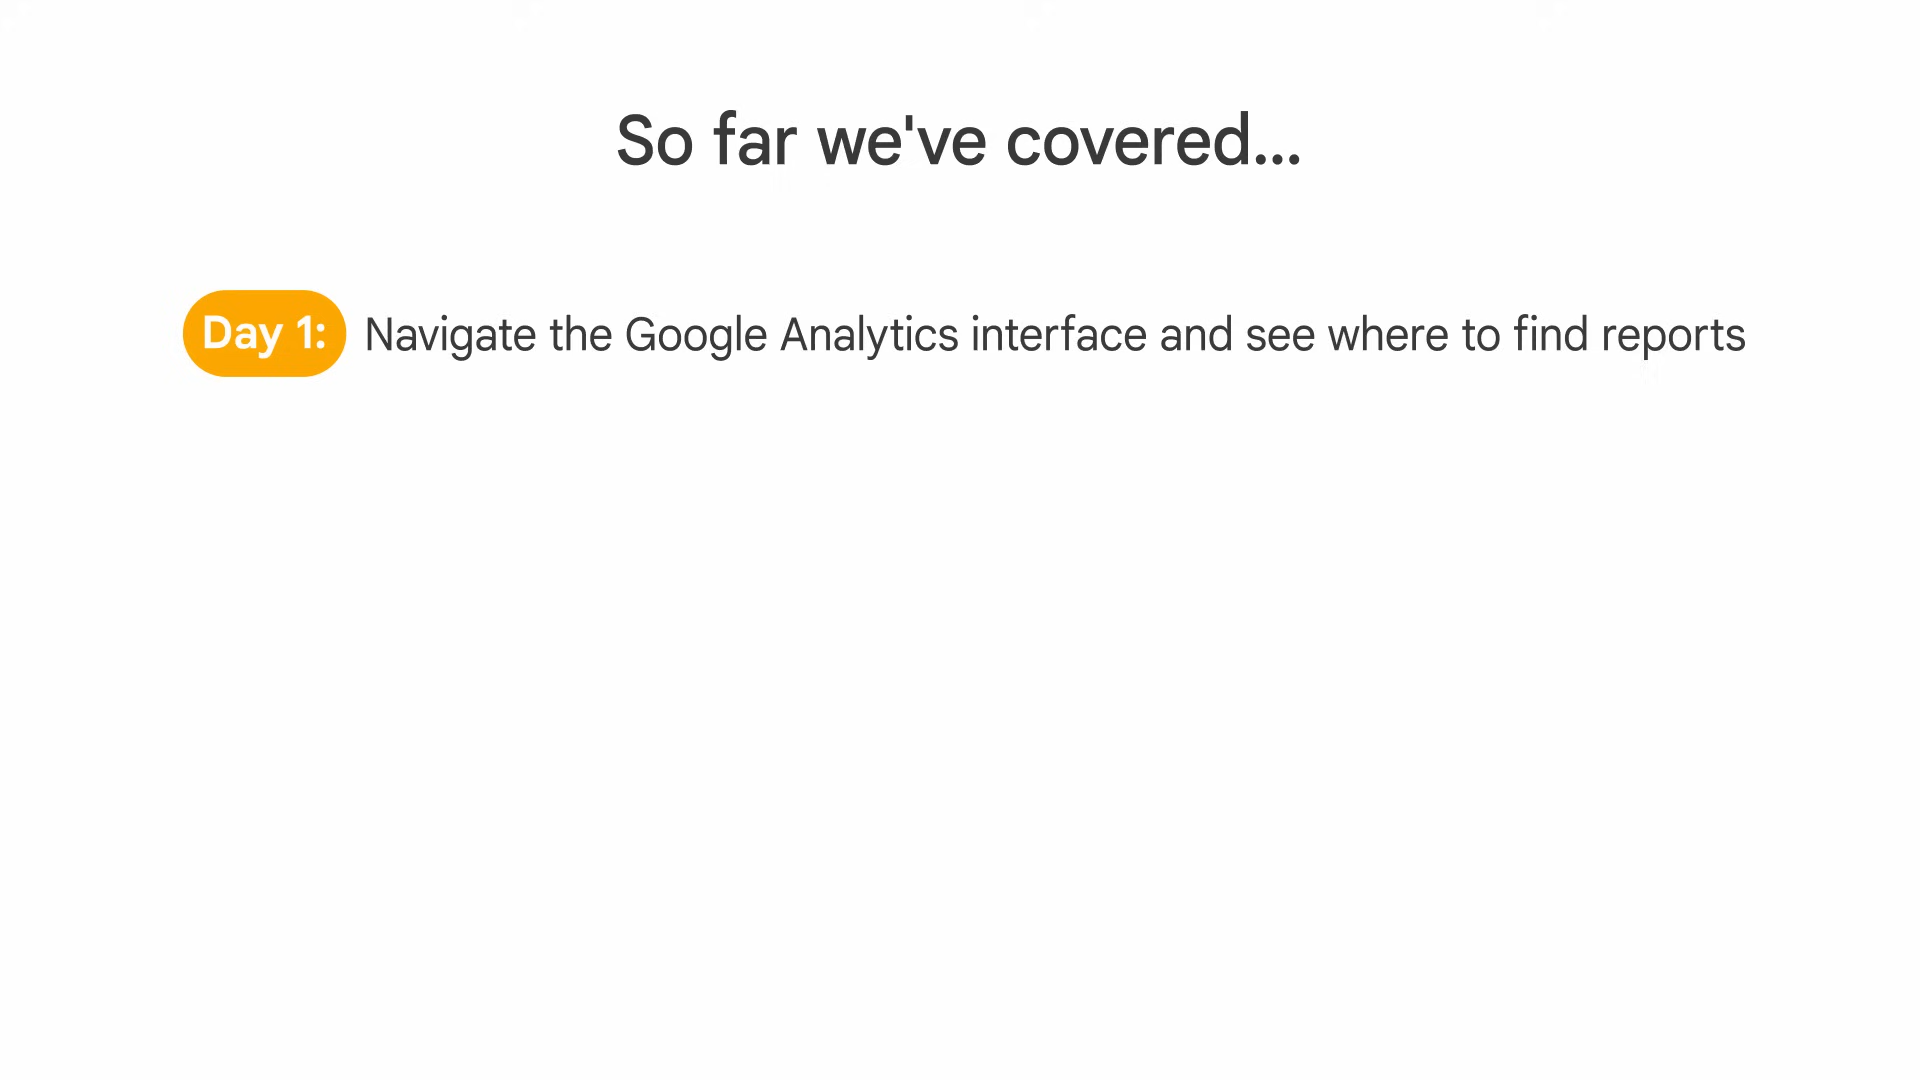 So far we've covered...
Day 1: Navigate the Google Analytics interface and see where to find reports